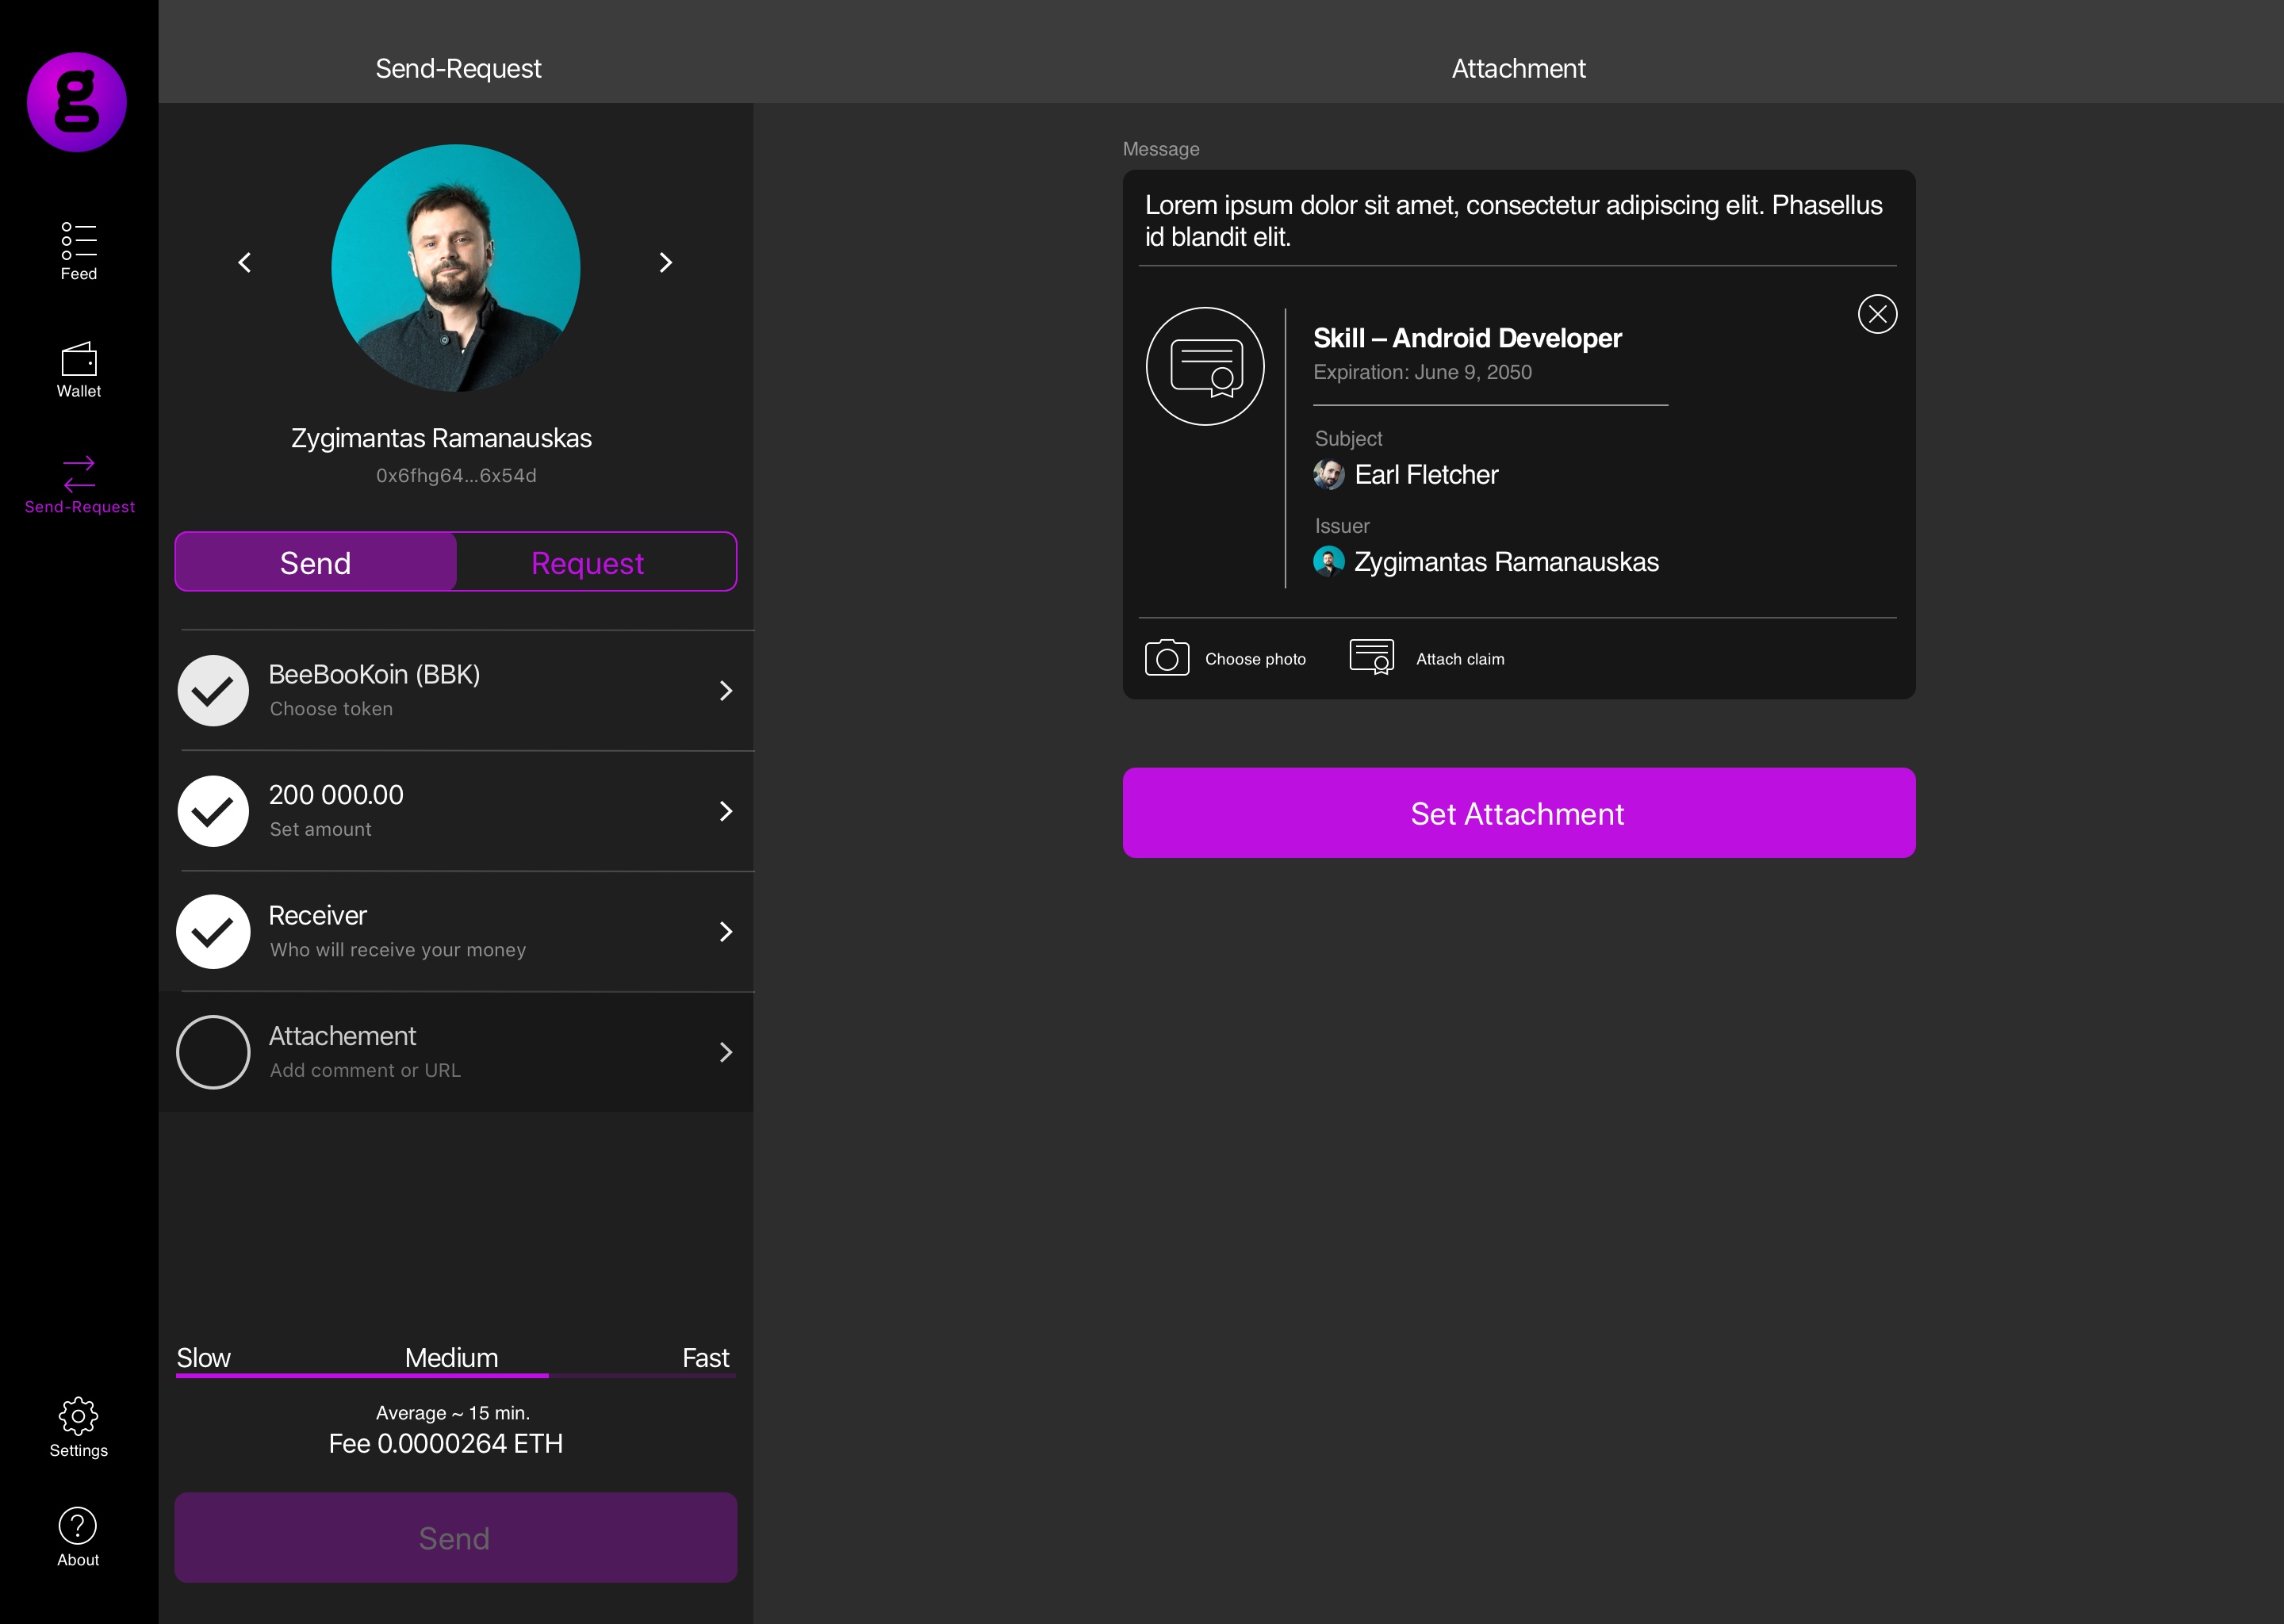 g
Feed
Wallet
Send-Request
Settings
About
Send-Request
Zygimantas Ramanauskas
0x6fhg64...6x54d
Send
Request
BeeBooKoin (BBK)
Choose token
200 000.00
Set amount
Receiver
Who will receive your money
Attachement
Add comment or URL
Slow
Medium
Fast
Average ~ 15 min.
Fee 0.0000264 ETH
Send
Attachment
Message
Lorem ipsum dolor sit amet, consectetur adipiscing elit. Phasellus
id blandit elit.
Skill – Android Developer
Expiration: June 9, 2050
Subject
Earl Fletcher
Issuer
Zygimantas Ramanauskas
Choose photo
Attach claim
Set Attachment